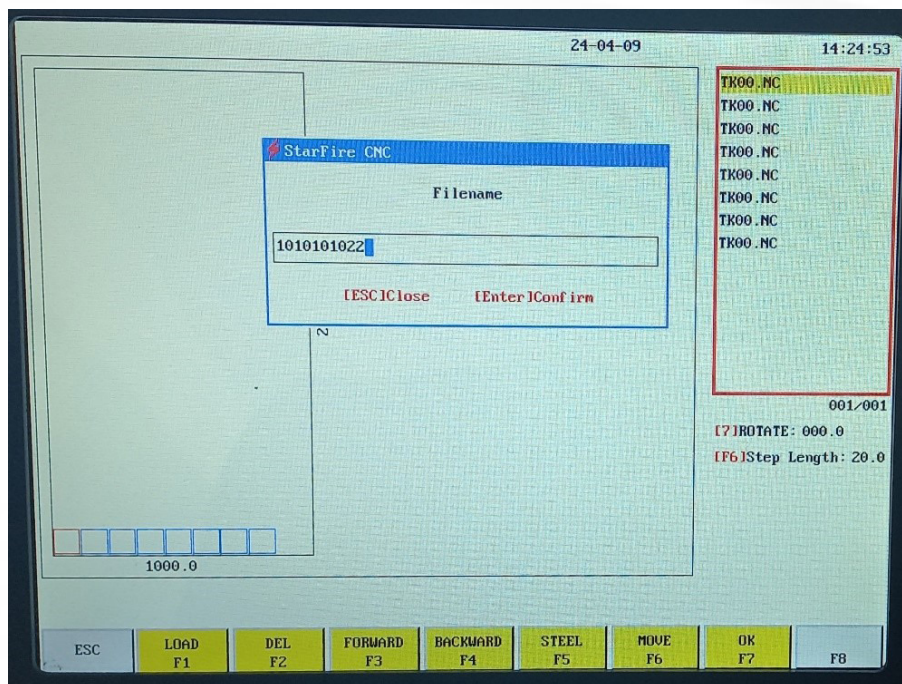 24-04-09 14:24:53
TK00.NC
TK00.NC
TK00.NC
TK00.NC
TK00.NC
TK00.NC
TK00.NC
TK00.NC
StarFire CNC
Filename
1010101022
[ESC]Close [Enter]Confirm
2
001/001
[7]ROTATE: 000.0
[F6]Step Length: 20.0
1000.0
ESC
LOAD F1
DEL F2
FORWARD F3
BACKWARD F4
STEEL F5
MOVE F6
OK F7
F8